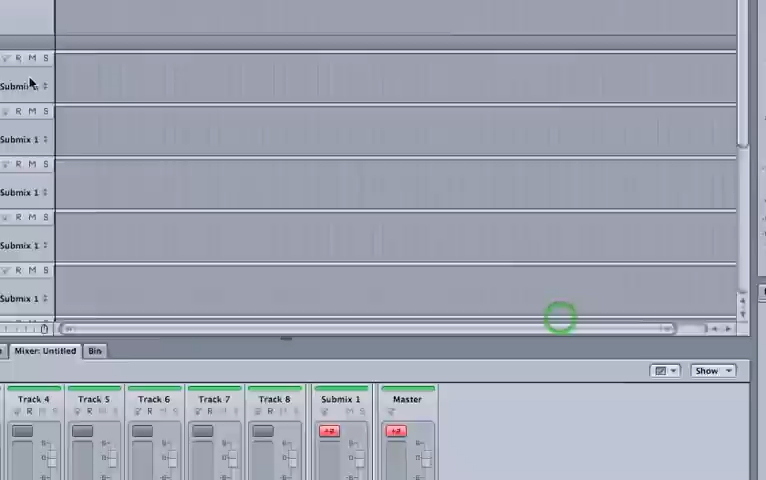 R M S
Submix
R M S
Submix 1
R M S
Submix 1
R M S
Submix 1
R M S
Submix 1
Mixer: Untitled Bin
Show
Track 4 Track 5 Track 6 Track 7 Track 8 Submix 1 Master
R M S R M S R M S R M S R M S M S